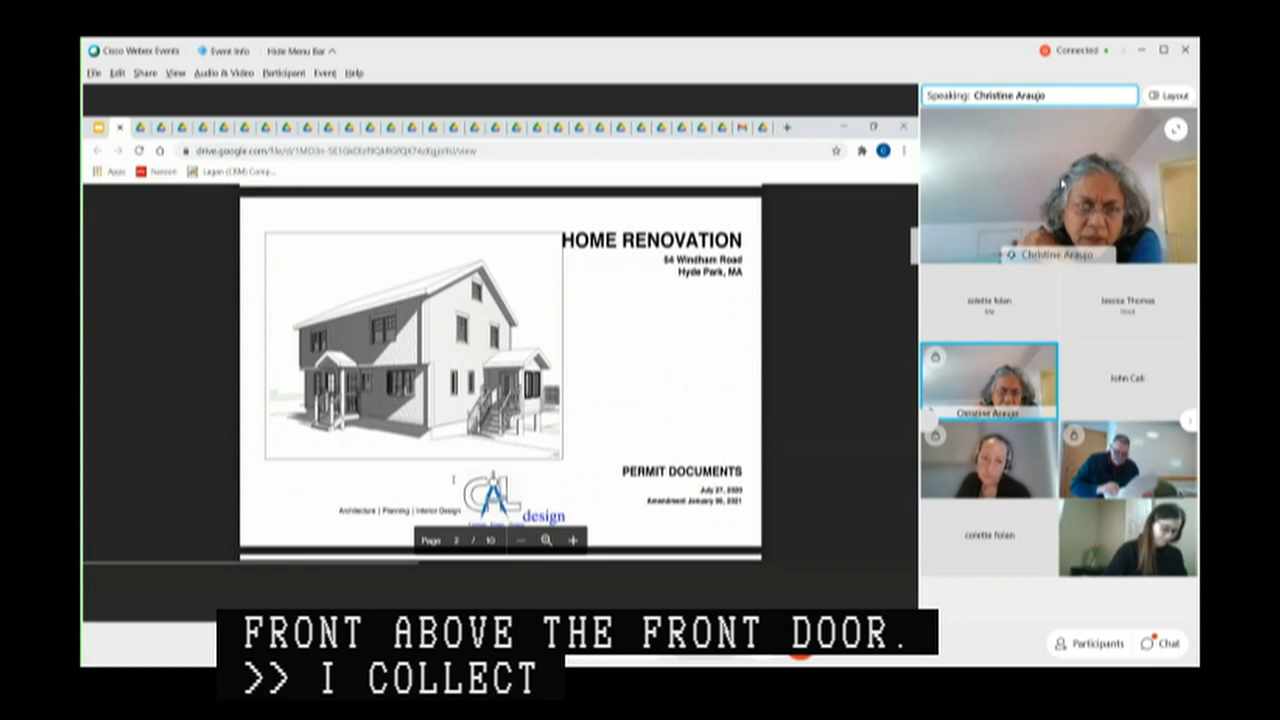 Cisco Webex Events Event Info Hide Menu Bar
Connected
File Edit Share View Audio & Video Participant Event Help
Speaking: Christine Araujo
Layout
Apps
Christine Araujo
colette folan
Jessica Thomas
Host
John Cali
Christine Araujo
colette folan
HOME RENOVATION
54 Windham Road
Hyde Park, MA
PERMIT DOCUMENTS
July 27, 2020
Amendment January 06, 2021
Architecture | Planning | Interior Design
CAL
design
Page 2 / 10
Participants
Chat
FRONT ABOVE THE FRONT DOOR.
>> I COLLECT